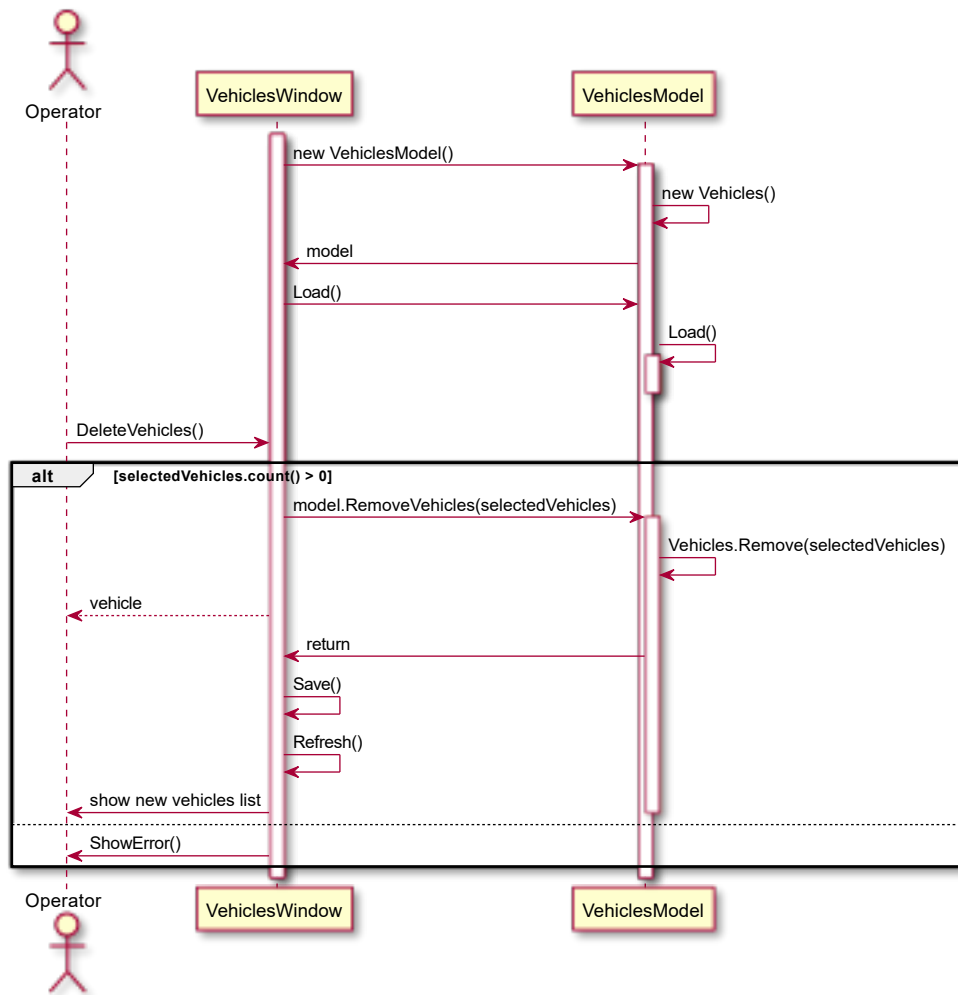 Operator
VehiclesWindow
VehiclesModel
new VehiclesModel()
new Vehicles()
model
Load()
Load()
DeleteVehicles()
alt
[selectedVehicles.count() > 0]
model.RemoveVehicles(selectedVehicles)
Vehicles.Remove(selectedVehicles)
vehicle
return
Save()
Refresh()
show new vehicles list
ShowError()
Operator
VehiclesWindow
VehiclesModel